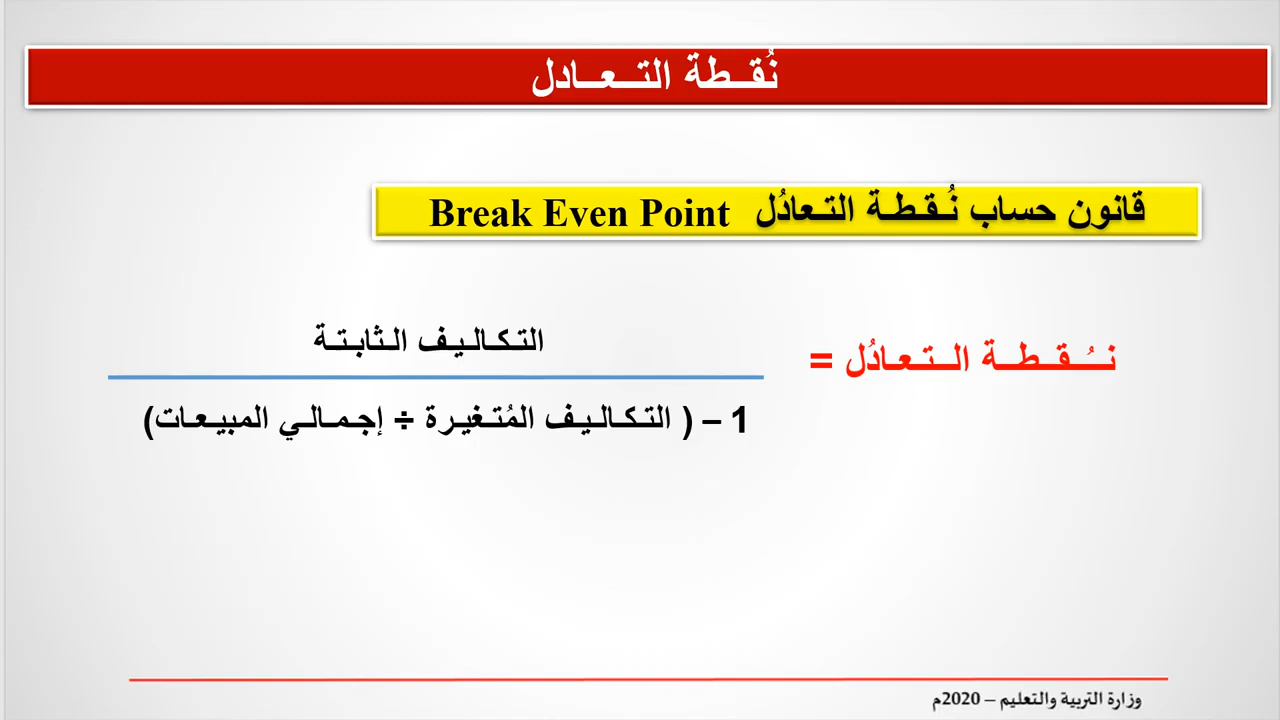 نُقطة التعادل
قانون حساب نُقطة التعادُل Break Even Point
نُقطة التعادُل =
التكاليف الثابتة
1 – ( التكاليف المُتغيرة ÷ إجمالي المبيعات)
وزارة التربية والتعليم – 2020م